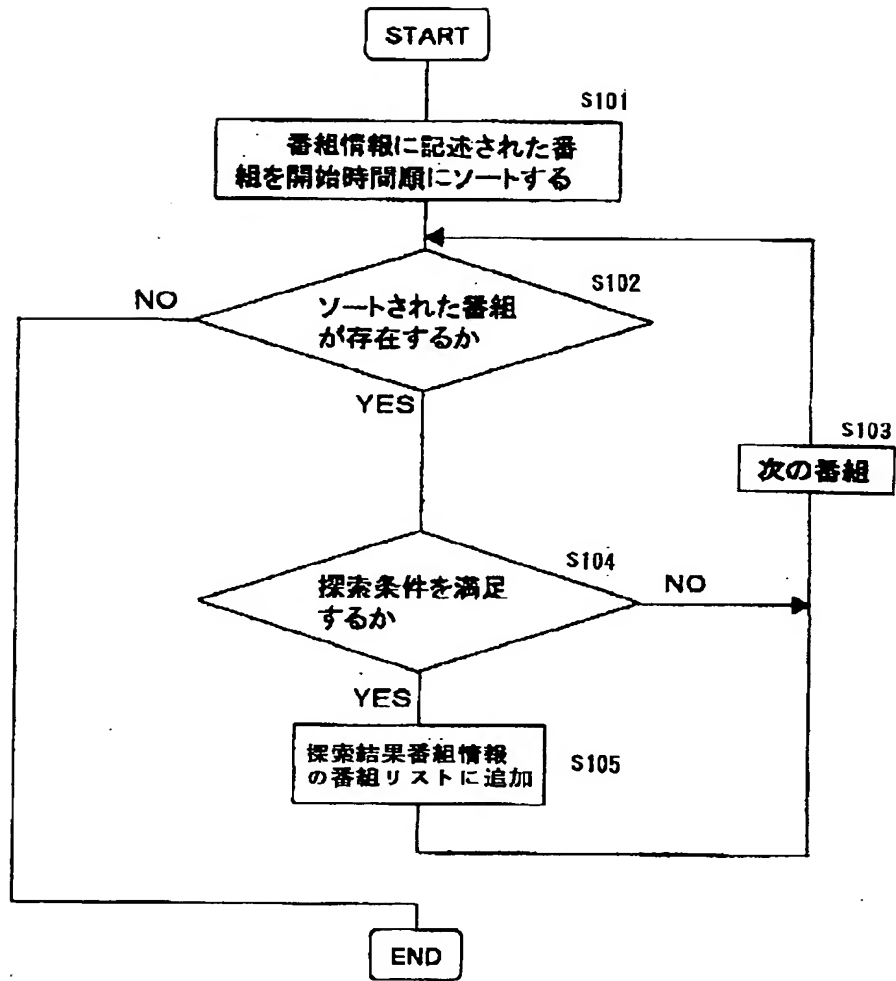 START
S101
番組情報に記述された番
組を開始時間順にソートする
S102
NO
ソートされた番組
が存在するか
YES
S103
次の番組
S104
探索条件を満足
するか
NO
YES
探索結果番組情報
の番組リストに追加
S105
END